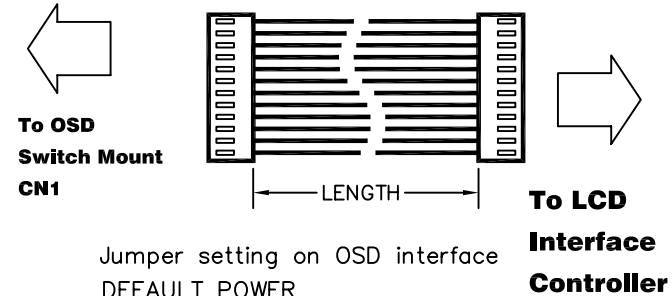 To OSD
Switch Mount
CN1
LENGTH
To LCD
Interface
Controller
Jumper setting on OSD interface
DEFAULT POWER